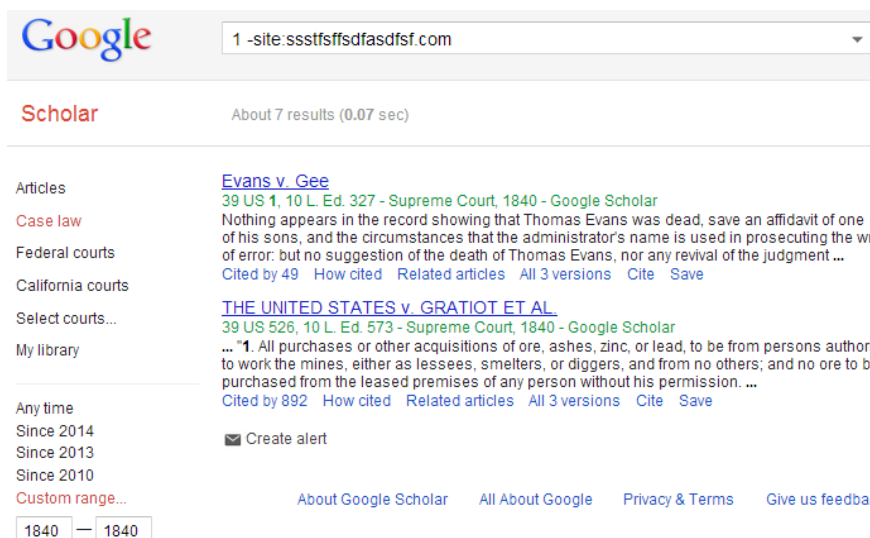 Google
1 -site:ssstfsffsdfasdfsf.com
Scholar
About 7 results (0.07 sec)
Articles
Case law
Federal courts
California courts
Select courts...
My library
Any time
Since 2014
Since 2013
Since 2010
Custom range...
1840 — 1840
Evans v. Gee
39 US 1, 10 L. Ed. 327 - Supreme Court, 1840 - Google Scholar
Nothing appears in the record showing that Thomas Evans was dead, save an affidavit of one
of his sons, and the circumstances that the administrator's name is used in prosecuting the
of error: but no suggestion of the death of Thomas Evans, nor any revival of the judgment ...
Cited by 49 How cited Related articles All 3 versions Cite Save
THE UNITED STATES v. GRATIOT ET AL.
39 US 526, 10 L. Ed. 573 - Supreme Court, 1840 - Google Scholar
... "1. All purchases or other acquisitions of ore, ashes, zinc, or lead, to be from persons author
to work the mines, either as lessees, smelters, or diggers, and from no others; and no ore to b
purchased from the leased premises of any person without his permission. ...
Cited by 892 How cited Related articles All 3 versions Cite Save
Create alert
About Google Scholar All About Google Privacy & Terms Give us feedba